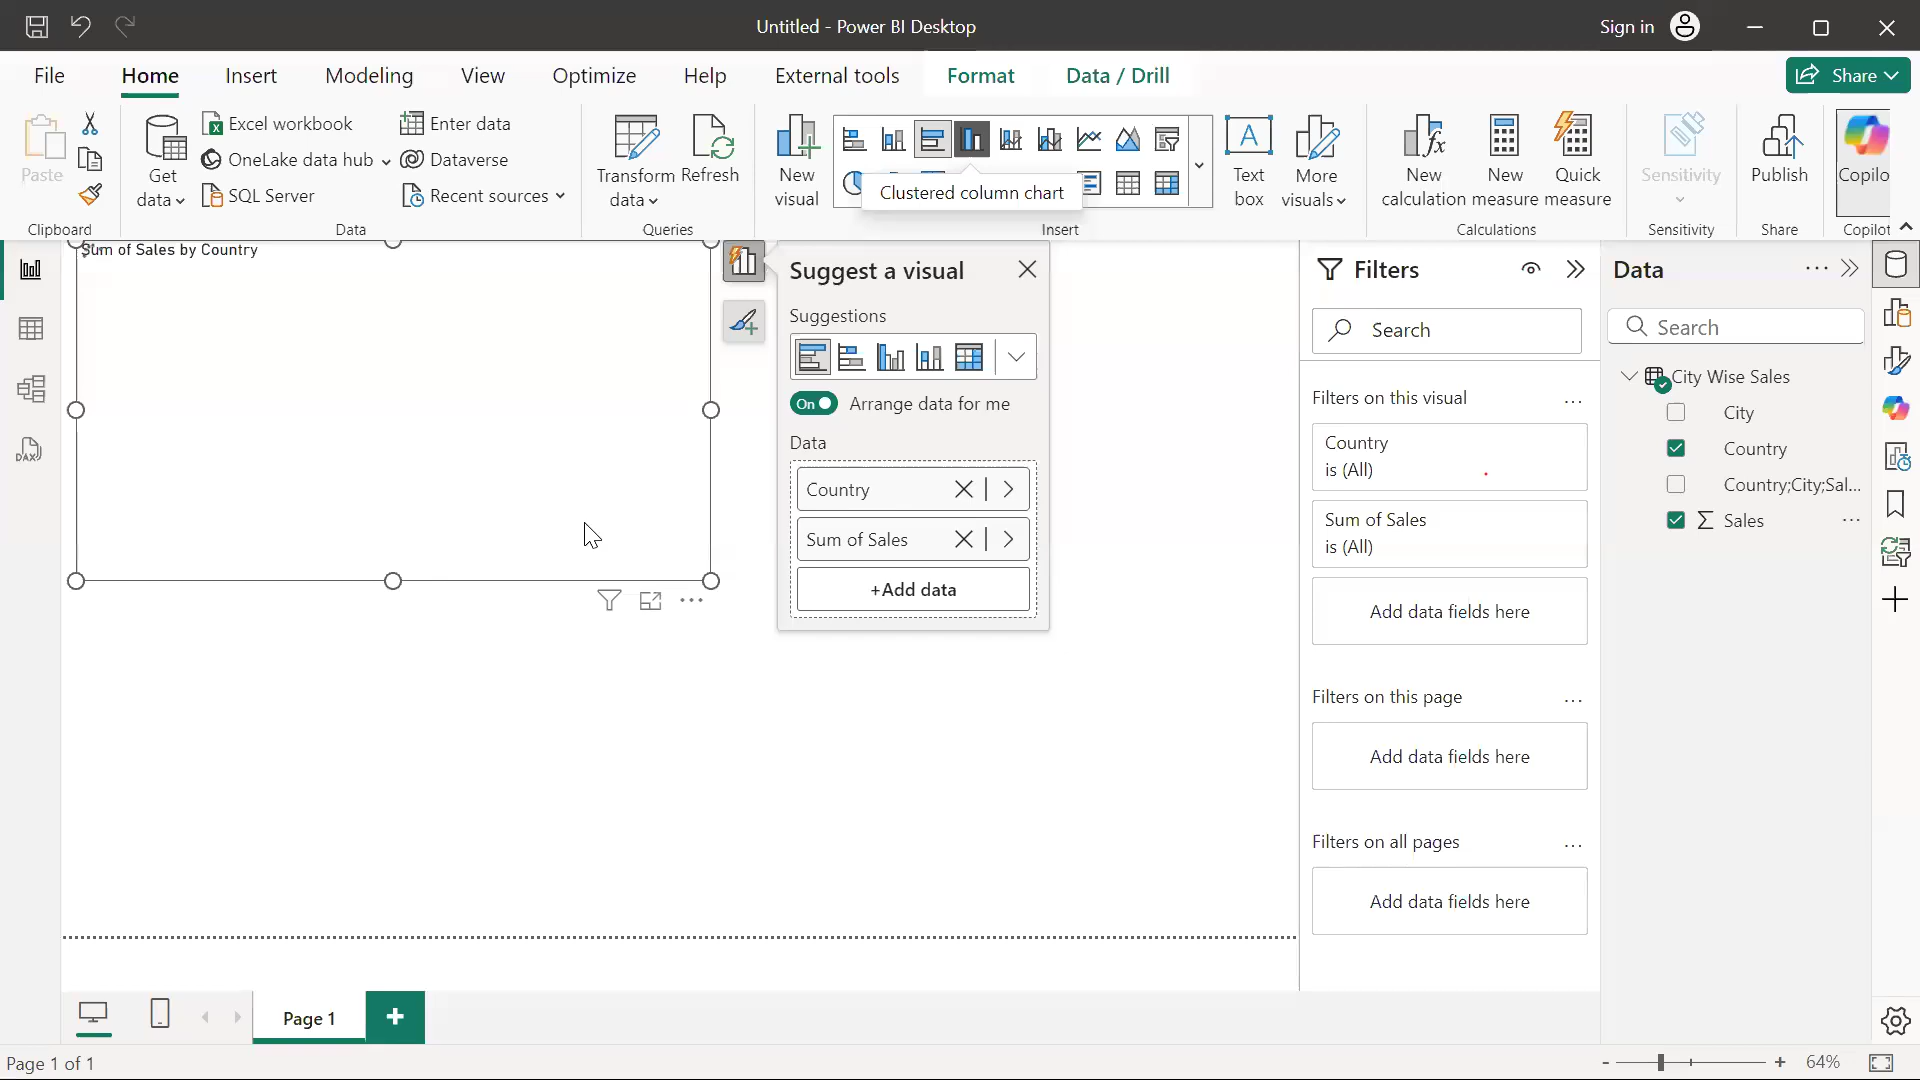 Untitled - Power BI Desktop
Sign in
File
Home
Insert
Modeling
View
Optimize
Help
External tools
Format
Data / Drill
Share
Paste
Clipboard
Get data
Excel workbook
OneLake data hub
SQL Server
Enter data
Dataverse
Recent sources
Data
Transform data
Refresh
Queries
New visual
Clustered column chart
Text box
More visuals
Insert
New calculation
New measure
Quick measure
Calculations
Sensitivity
Sensitivity
Publish
Share
Copilo
Copilot
DAX
Sum of Sales by Country
Suggest a visual
Suggestions
On
Arrange data for me
Data
Country
Sum of Sales
+Add data
Filters
Search
Filters on this visual
Country
is (All)
Sum of Sales
is (All)
Add data fields here
Filters on this page
Add data fields here
Filters on all pages
Add data fields here
Data
Search
City Wise Sales
City
Country
Country;City;Sal...
Sales
Page 1
Page 1 of 1
64%